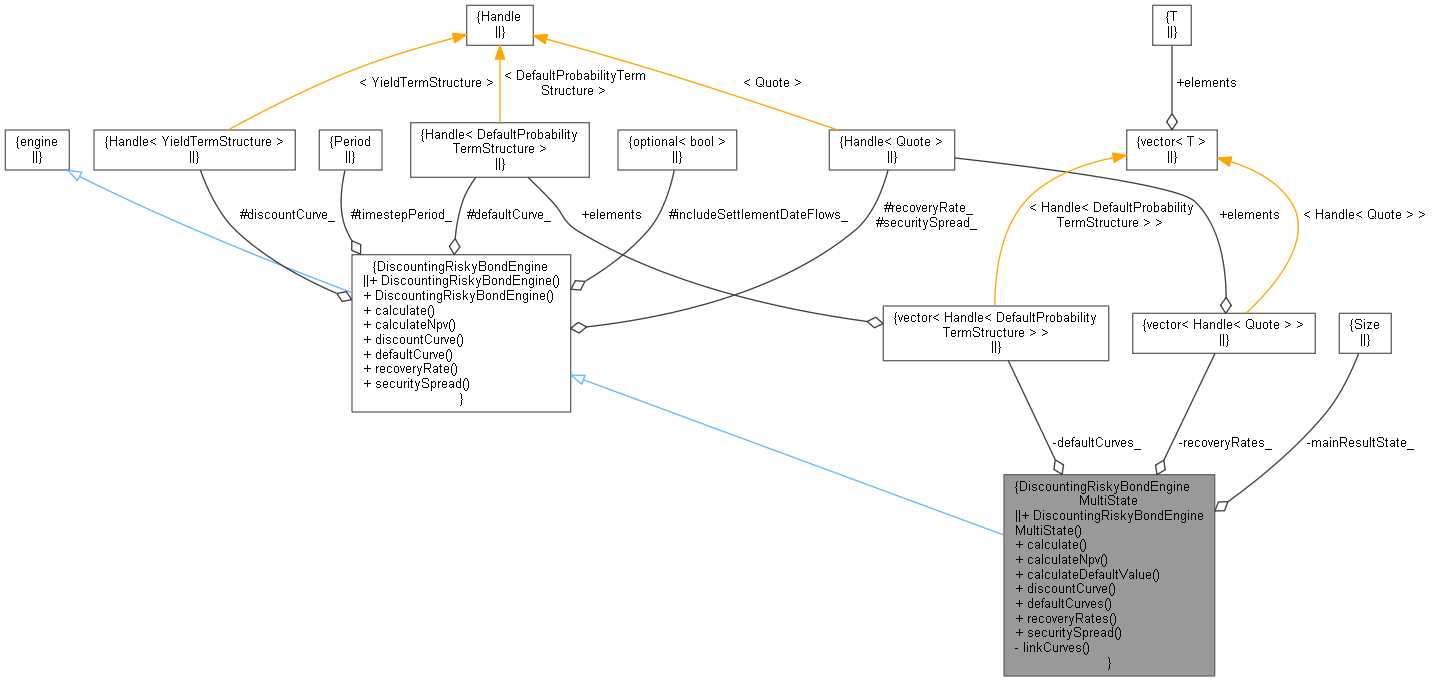 {Handle
||}
{T
||}
< YieldTermStructure >
< DefaultProbabilityTerm
Structure >
< Quote >
+elements
{engine
||}
{Handle< YieldTermStructure >
||}
{Period
||}
{Handle< DefaultProbability
TermStructure >
||}
{optional< bool >
||}
{Handle< Quote >
||}
{vector< T >
||}
#discountCurve_
#timestepPeriod_
#defaultCurve_
+elements
#includeSettlementDateFlows_
#recoveryRate_
#securitySpread_
< Handle< DefaultProbability
TermStructure > >
+elements
< Handle< Quote > >
{DiscountingRiskyBondEngine
||+ DiscountingRiskyBondEngine()
+ DiscountingRiskyBondEngine()
+ calculate()
+ calculateNpv()
+ discountCurve()
+ defaultCurve()
+ recoveryRate()
+ securitySpread()
}
{vector< Handle< DefaultProbability
TermStructure > >
||}
{vector< Handle< Quote > >
||}
{Size
||}
-defaultCurves_
-recoveryRates_
-mainResultState_
{DiscountingRiskyBondEngine
MultiState
||+ DiscountingRiskyBondEngine
MultiState()
+ calculate()
+ calculateNpv()
+ calculateDefaultValue()
+ discountCurve()
+ defaultCurves()
+ recoveryRates()
+ securitySpread()
- linkCurves()
}